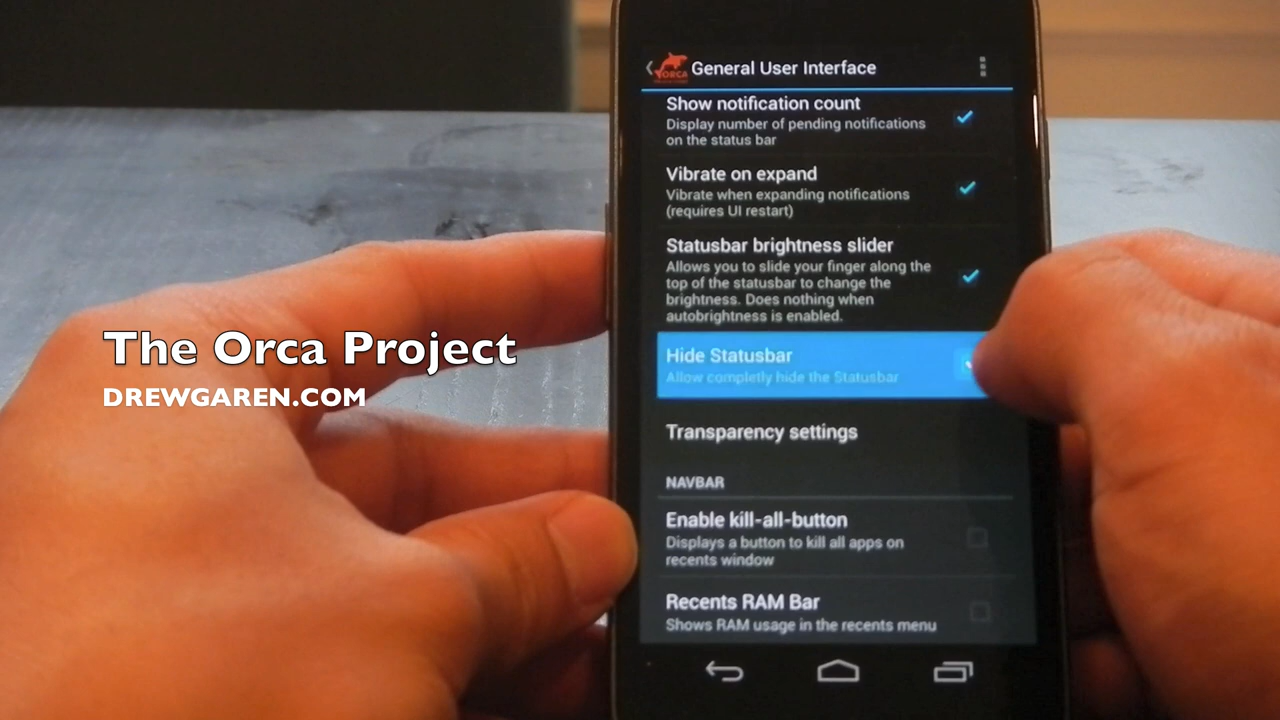 ORCA
General User Interface
Show notification count
Display number of pending notifications
on the status bar
Vibrate on expand
Vibrate when expanding notifications
(requires UI restart)
Statusbar brightness slider
Allows you to slide your finger along the
top of the statusbar to change the
brightness. Does nothing when
autobrightness is enabled.
Hide Statusbar
Allow completly hide the Statusbar
Transparency settings
NAVBAR
Enable kill-all-button
Displays a button to kill all apps on
recents window
Recents RAM Bar
Shows RAM usage in the recents menu
The Orca Project
DREWGAREN.COM